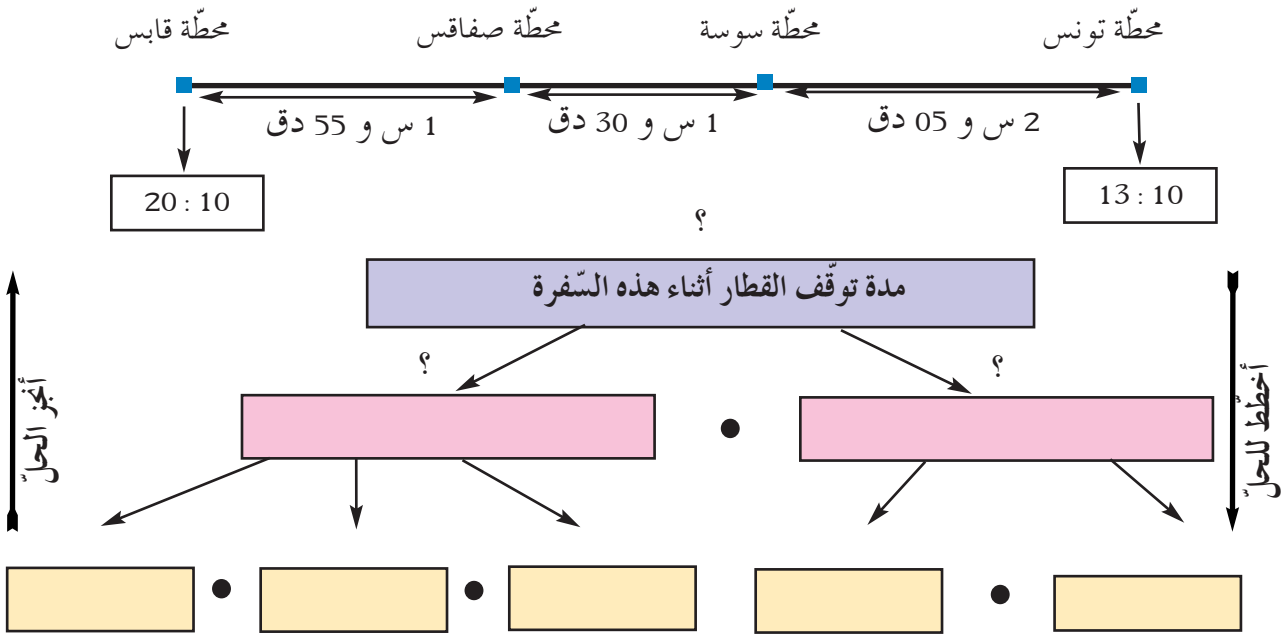 محطّة تونس
محطّة سوسة
محطّة صفاقس
محطّة قابس
2 س و 05 دق
1 س و 30 دق
1 س و 55 دق
13 : 10
20 : 10
؟
مدة توقّف القطار أثناء هذه السّفرة
؟
؟
أخطّط للحلّ
أنجز الحلّ